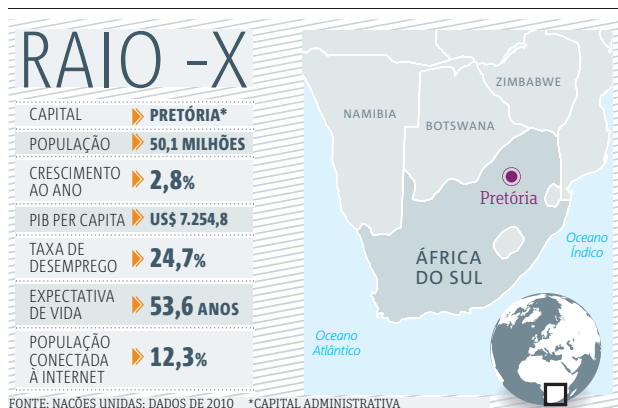 RAIO -X
CAPITAL PRETÓRIA*
POPULAÇÃO 50,1 MILHÕES
CRESCIMENTO
AO ANO
2,8%
PIB PER CAPITA US$ 7.254,8
TAXA DE
DESEMPREGO
24,7%
EXPECTATIVA
DE VIDA
53,6 ANOS
POPULAÇÃO
CONECTADA
À INTERNET
12,3%
ZIMBABWE
NAMIBIA
BOTSWANA
Pretória
ÁFRICA
DO SUL
Oceano
Índico
Oceano
Atlântico
FONTE: NAÇÕES UNIDAS: DADOS DE 2010 *CAPITAL ADMINISTRATIVA